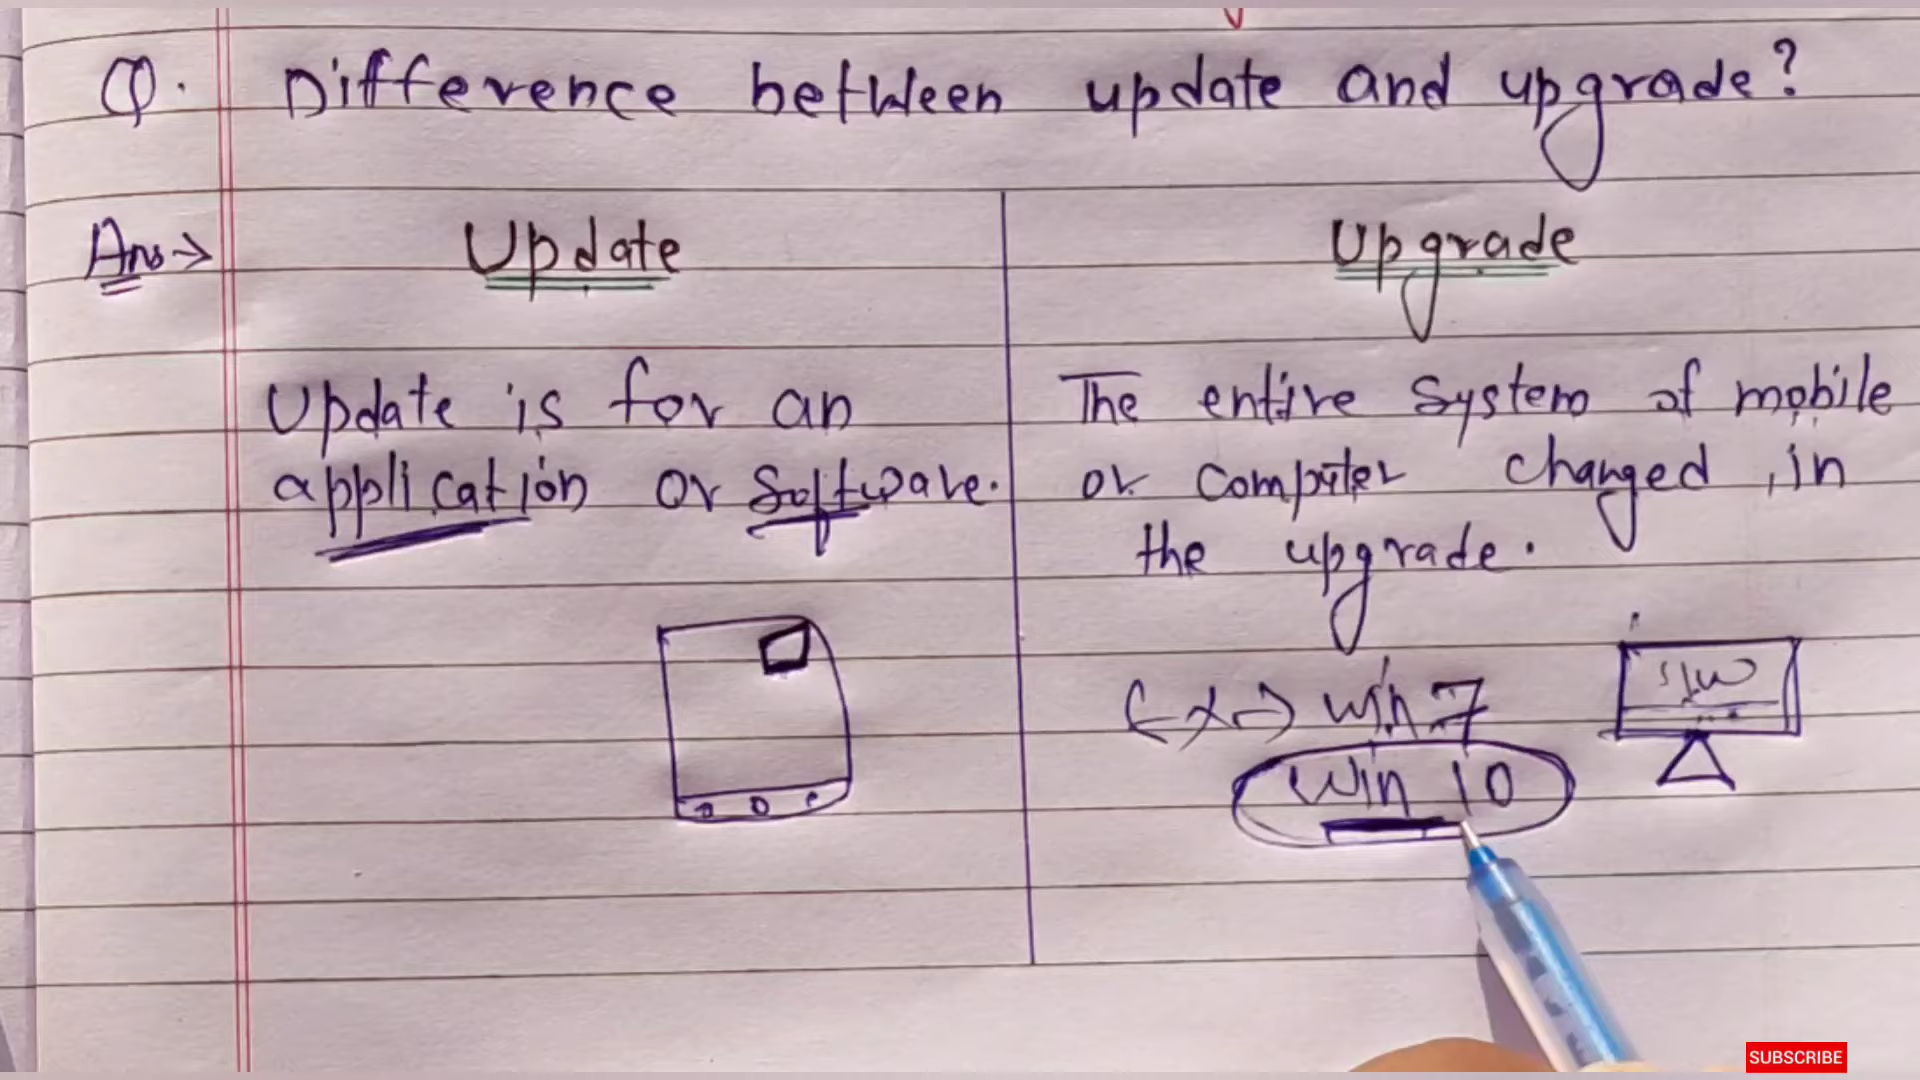 Q. Difference between update and upgrade?
Ans→ Update
Update is for an
application or software.
Upgrade
The entire system of mobile
or computer changed, in
the upgrade.
Ex→ Win 7
Win 10
SUBSCRIBE